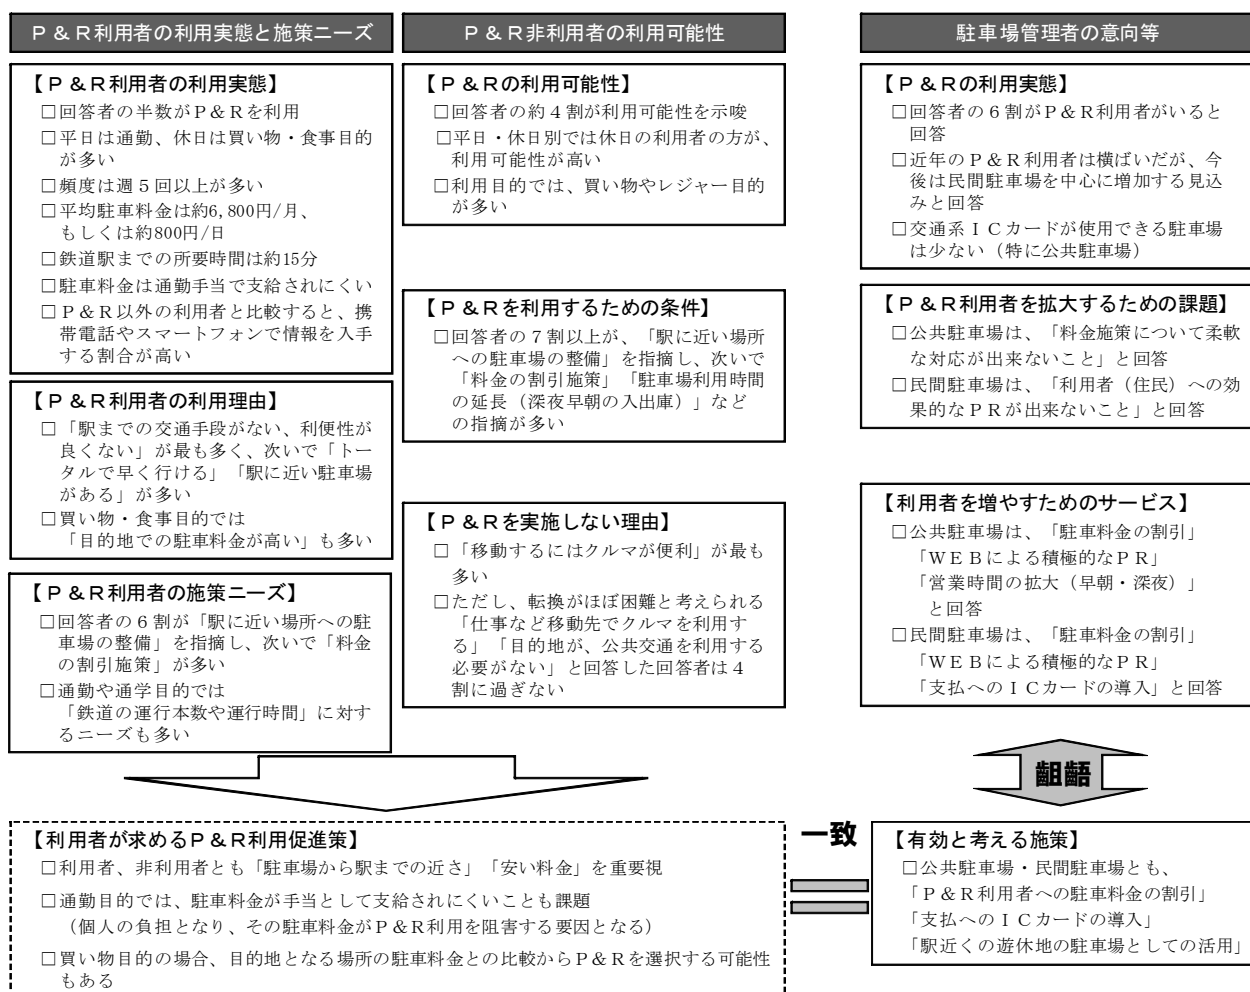 Ｐ＆Ｒ利用者の利用実態と施策ニーズ
【Ｐ＆Ｒ利用者の利用実態】
□回答者の半数がＰ＆Ｒを利用
□平日は通勤、休日は買い物・食事目的
が多い
□頻度は週５回以上が多い
□平均駐車料金は約6,800円/月、
もしくは約800円/日
□鉄道駅までの所要時間は約15分
□駐車料金は通勤手当で支給されにくい
□Ｐ＆Ｒ以外の利用者と比較すると、携
帯電話やスマートフォンで情報を入手
する割合が高い
【Ｐ＆Ｒ利用者の利用理由】
□「駅までの交通手段がない、利便性が
良くない」が最も多く、次いで「トー
タルで早く行ける」「駅に近い駐車場
がある」が多い
□買い物・食事目的では
「目的地での駐車料金が高い」も多い
【Ｐ＆Ｒ利用者の施策ニーズ】
□回答者の６割が「駅に近い場所への駐
車場の整備」を指摘し、次いで「料金
の割引施策」が多い
□通勤や通学目的では
「鉄道の運行本数や運行時間」に対す
るニーズも多い
Ｐ＆Ｒ非利用者の利用可能性
【Ｐ＆Ｒの利用可能性】
□回答者の約４割が利用可能性を示唆
□平日・休日別では休日の利用者の方が、
利用可能性が高い
□利用目的では、買い物やレジャー目的
が多い
【Ｐ＆Ｒを利用するための条件】
□回答者の７割以上が、「駅に近い場所
への駐車場の整備」を指摘し、次いで
「料金の割引施策」「駐車場利用時間
の延長（深夜早朝の入出庫）」など
の指摘が多い
【Ｐ＆Ｒを実施しない理由】
□「移動するにはクルマが便利」が最も
多い
□ただし、転換がほぼ困難と考えられる
「仕事など移動先でクルマを利用す
る」「目的地が、公共交通を利用する
必要がない」と回答した回答者は４
割に過ぎない
駐車場管理者の意向等
【Ｐ＆Ｒの利用実態】
□回答者の６割がＰ＆Ｒ利用者がいると
回答
□近年のＰ＆Ｒ利用者は横ばいだが、今
後は民間駐車場を中心に増加する見込
みと回答
□交通系ＩＣカードが使用できる駐車場
は少ない（特に公共駐車場）
【Ｐ＆Ｒ利用者を拡大するための課題】
□公共駐車場は、「料金施策について柔軟
な対応が出来ないこと」と回答
□民間駐車場は、「利用者（住民）への効
果的なＰＲが出来ないこと」と回答
【利用者を増やすためのサービス】
□公共駐車場は、「駐車料金の割引」
「ＷＥＢによる積極的なＰＲ」
「営業時間の拡大（早朝・深夜）」
と回答
□民間駐車場は、「駐車料金の割引」
「ＷＥＢによる積極的なＰＲ」
「支払へのＩＣカードの導入」と回答
齟齬
【利用者が求めるＰ＆Ｒ利用促進策】
□利用者、非利用者とも「駐車場から駅までの近さ」「安い料金」を重要視
□通勤目的では、駐車料金が手当として支給されにくいことも課題
（個人の負担となり、その駐車料金がＰ＆Ｒ利用を阻害する要因となる）
□買い物目的の場合、目的地となる場所の駐車料金との比較からＰ＆Ｒを選択する可能性
もある
一致
【有効と考える施策】
□公共駐車場・民間駐車場とも、
「Ｐ＆Ｒ利用者への駐車料金の割引」
「支払へのＩＣカードの導入」
「駅近くの遊休地の駐車場としての活用」